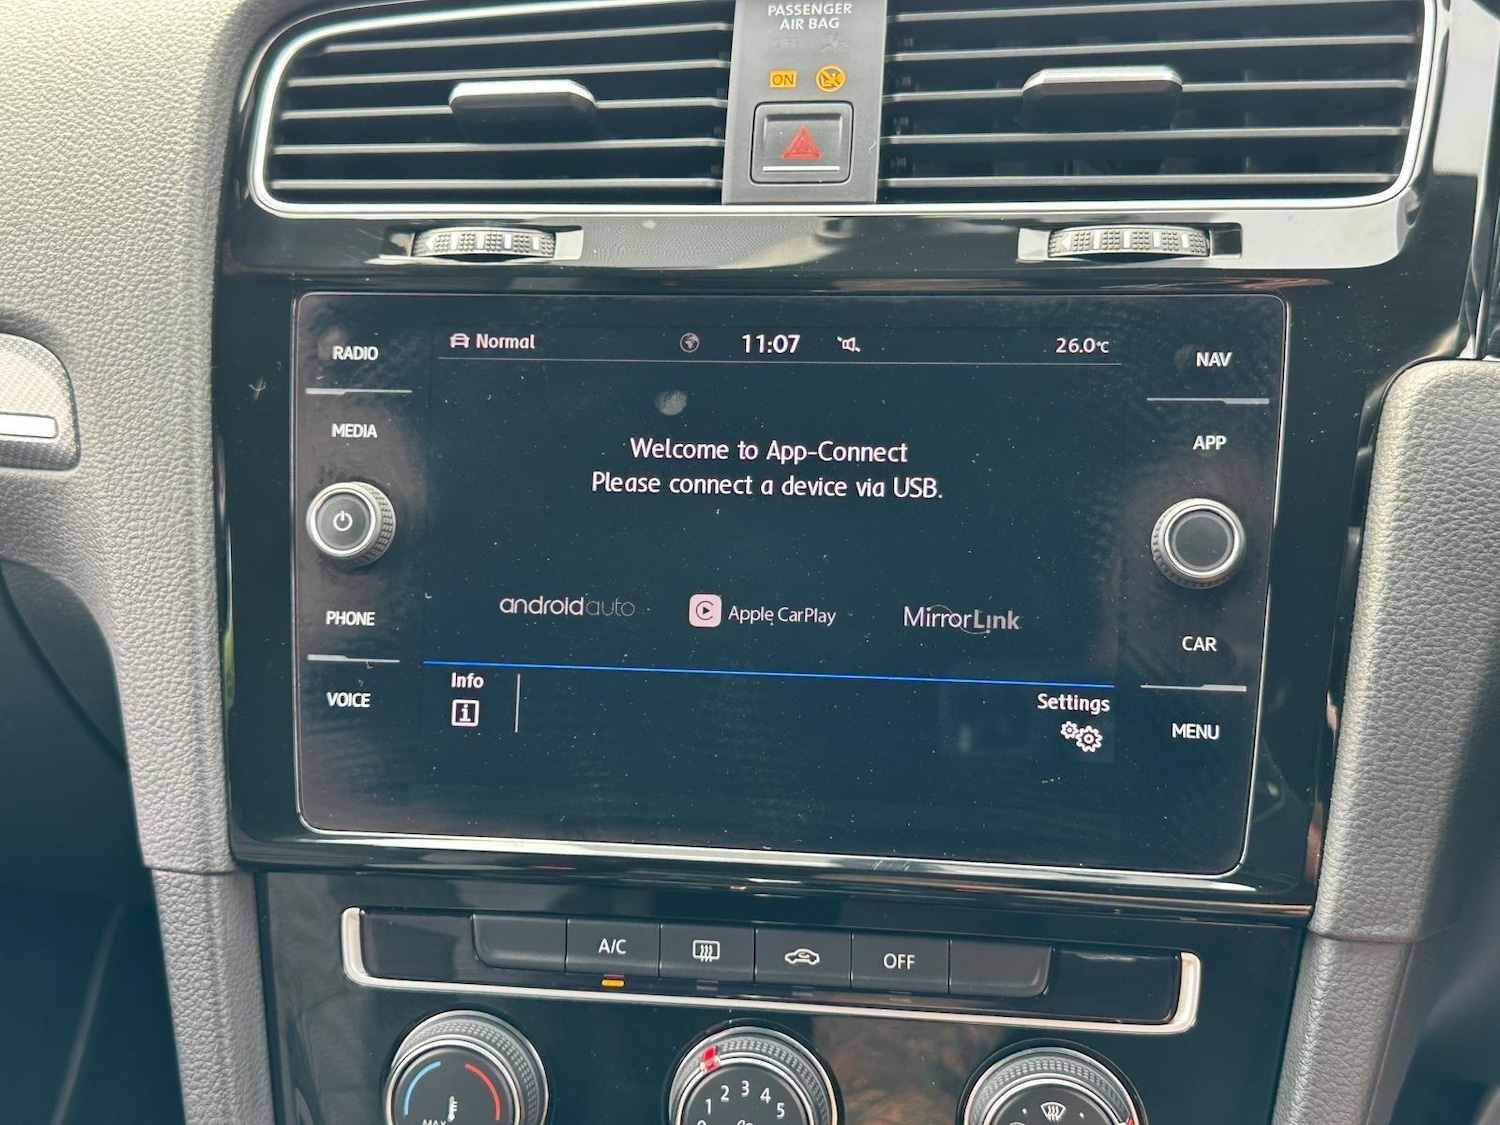 PASSENGER
AIR BAG
ON
RADIO
MEDIA
PHONE
VOICE
Normal
11:07
26.0°C
Welcome to App-Connect
Please connect a device via USB.
androidauto
Apple CarPlay
MirrorLink
Info
Settings
NAV
APP
CAR
MENU
A/C
OFF
1 2 3 4 5